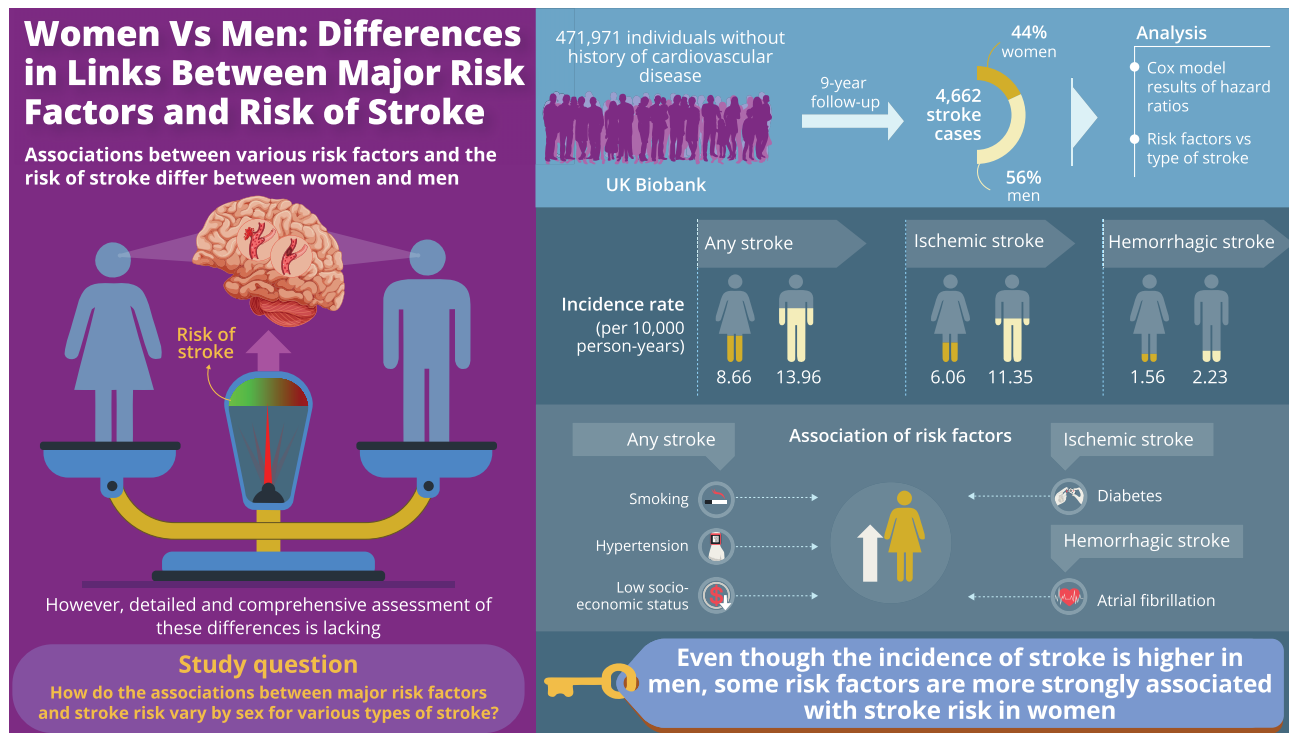 Women Vs Men: Differences
in Links Between Major Risk
Factors and Risk of Stroke
Associations between various risk factors and the
risk of stroke differ between women and men
Risk of
stroke
However, detailed and comprehensive assessment of
these differences is lacking
Study question
How do the associations between major risk factors
and stroke risk vary by sex for various types of stroke?
471,971 individuals without
history of cardiovascular
disease
UK Biobank
9-year
follow-up
4,662
stroke
cases
44%
women
56%
men
Analysis
Cox model
results of hazard
ratios
Risk factors vs
type of stroke
Incidence rate
(per 10,000
person-years)
Any stroke
8.66 13.96
Ischemic stroke
6.06 11.35
Hemorrhagic stroke
1.56 2.23
Association of risk factors
Any stroke
Smoking
Hypertension
Low socio-
economic status
Ischemic stroke
Diabetes
Hemorrhagic stroke
Atrial fibrillation
Even though the incidence of stroke is higher in
men, some risk factors are more strongly associated
with stroke risk in women